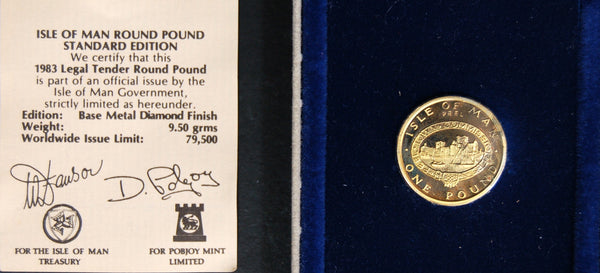 ISLE OF MAN ROUND POUND
STANDARD EDITION
We certify that this
1983 Legal Tender Round Pound
is part of an official issue by the
Isle of Man Government,
strictly limited as hereunder.
Edition: Base Metal Diamond Finish
Weight: 9.50 grms
Worldwide Issue Limit: 79,500
D. Pobjoy
FOR THE ISLE OF MAN
TREASURY
FOR POBJOY MINT
LIMITED
ISLE OF MAN
PEEL
ONE POUND